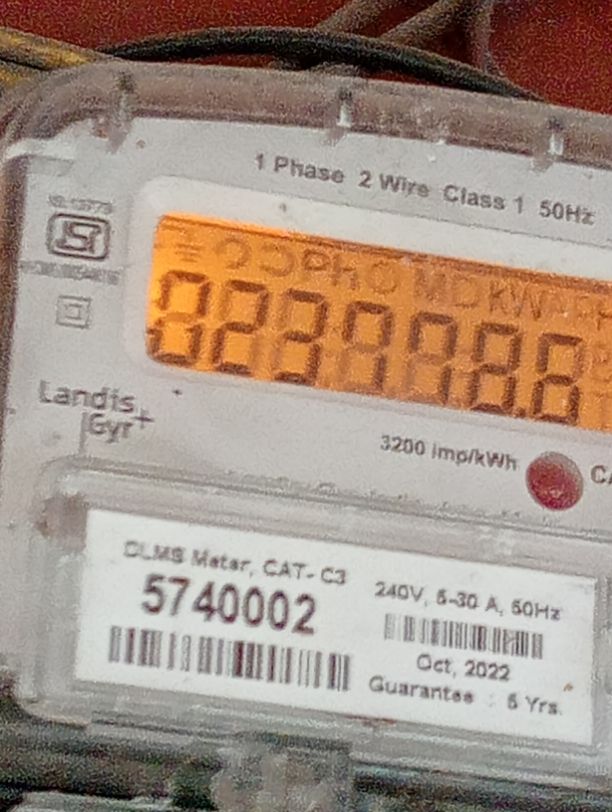 1 Phase 2 Wire Class 1 50Hz
Landis
Gyr+
3200 imp/kWh
DLMS Meter, CAT- C3
5740002
240V, 5-30 A, 50Hz
Oct, 2022
Guarantee : 5 Yrs.